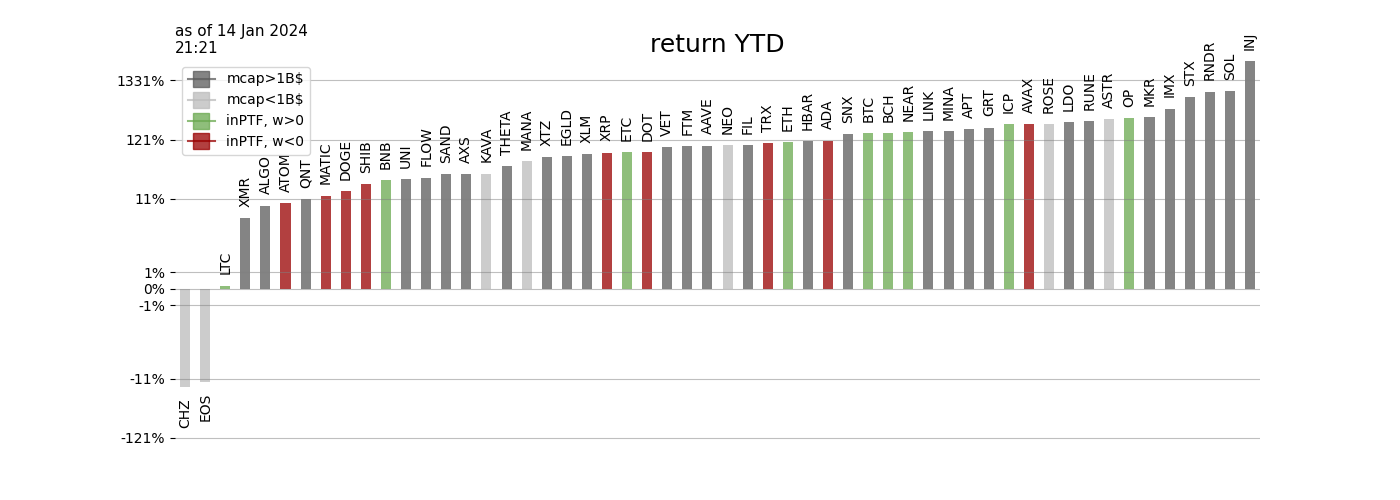 as of 14 Jan 2024
21:21
return YTD
mcap>1B$
mcap<1B$
inPTF, w>0
inPTF, w<0
1331%
121%
11%
1%
0%
-1%
-11%
-121%
CHZ
EOS
LTC
XMR
ALGO
ATOM
QNT
MATIC
DOGE
SHIB
BNB
UNI
FLOW
SAND
AXS
KAVA
THETA
MANA
XTZ
EGLD
XLM
XRP
ETC
DOT
VET
FTM
AAVE
NEO
FIL
TRX
ETH
HBAR
ADA
SNX
BTC
BCH
NEAR
LINK
MINA
APT
GRT
ICP
AVAX
ROSE
LDO
RUNE
ASTR
OP
MKR
IMX
STX
RNDR
SOL
INJ